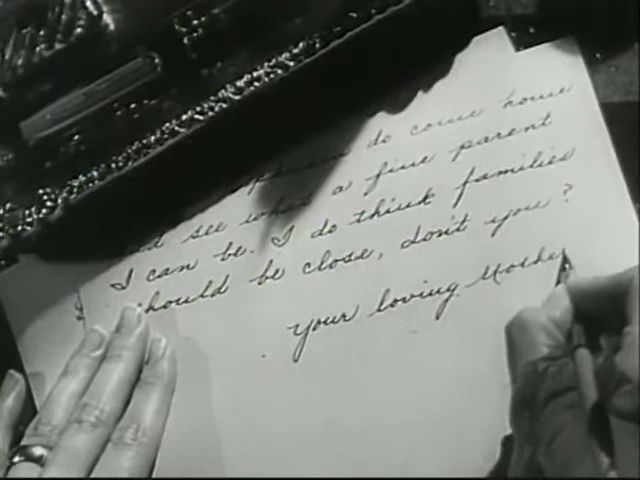 do come home
see what a fine parent
I can be. I do think families
should be close, don't you?
Your loving Mother